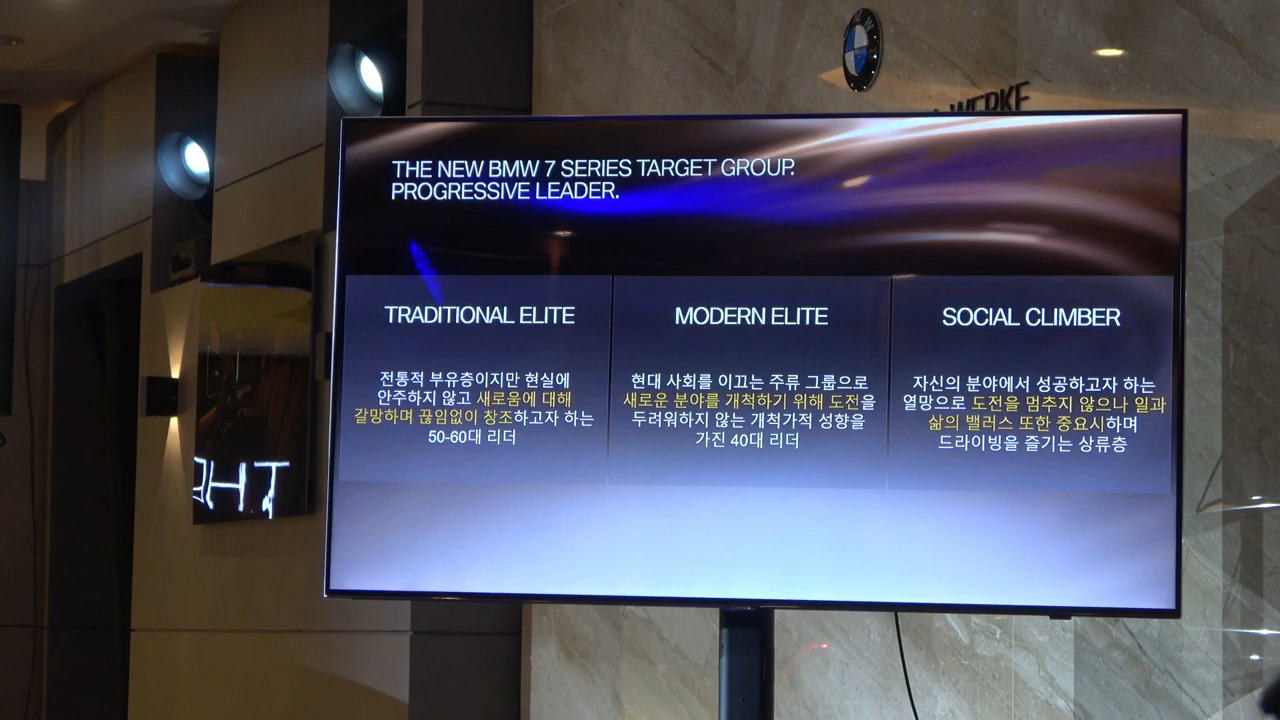 WERKE
THE NEW BMW 7 SERIES TARGET GROUP.
PROGRESSIVE LEADER.
TRADITIONAL ELITE
전통적 부유층이지만 현실에
안주하지 않고 새로움에 대해
갈망하며 끊임없이 창조하고자 하는
50-60대 리더
MODERN ELITE
현대 사회를 이끄는 주류 그룹으로
새로운 분야를 개척하기 위해 도전을
두려워하지 않는 개척가적 성향을
가진 40대 리더
SOCIAL CLIMBER
자신의 분야에서 성공하고자 하는
열망으로 도전을 멈추지 않으나 일과
삶의 밸러스 또한 중요시하며
드라이빙을 즐기는 상류층